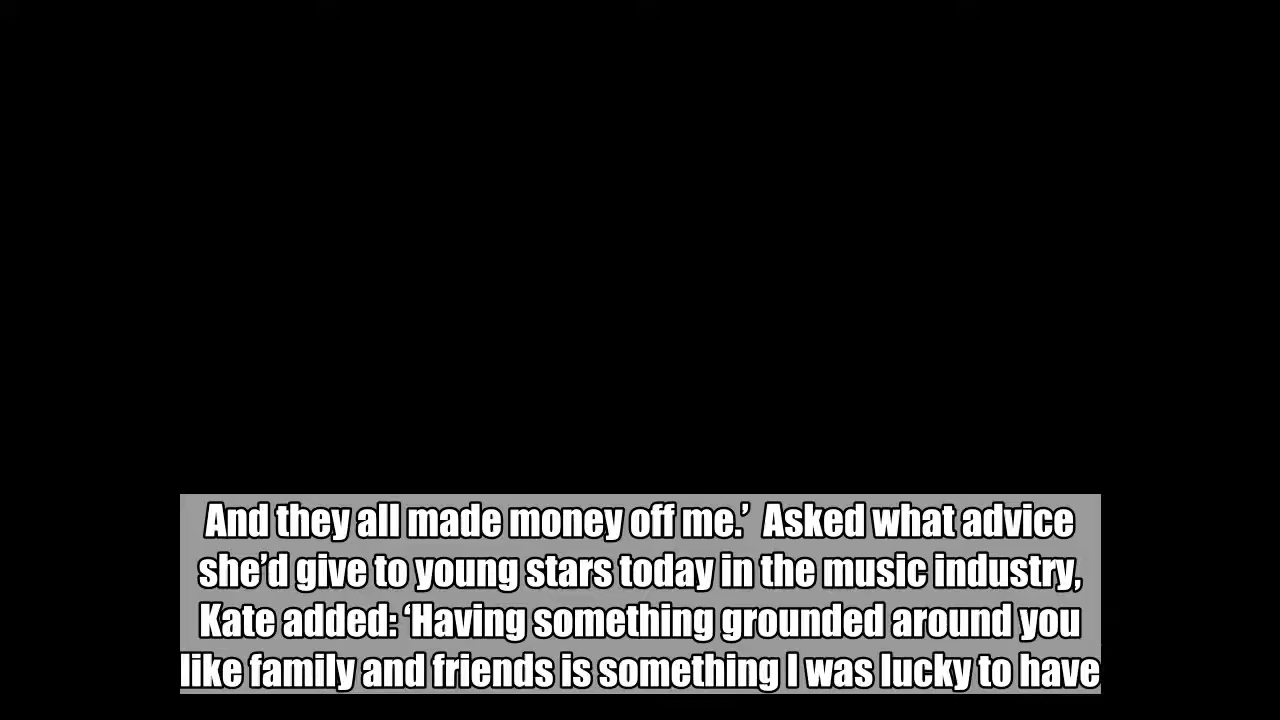 And they all made money off me.’  Asked what advice
she’d give to young stars today in the music industry,
Kate added: ‘Having something grounded around you
like family and friends is something I was lucky to have